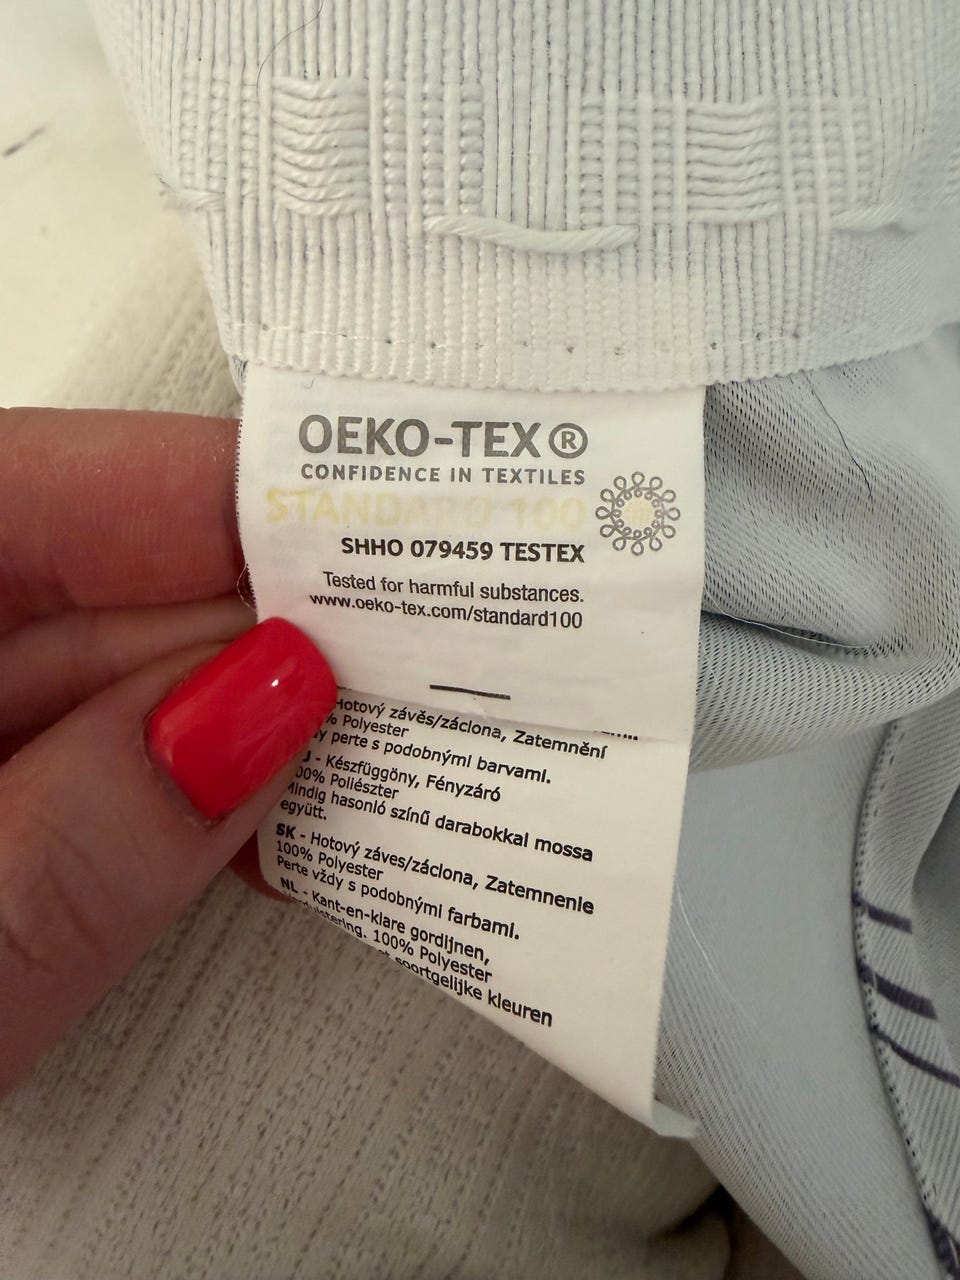 OEKO-TEX®
CONFIDENCE IN TEXTILES
STANDARD 100
SHHO 079459 TESTEX
Tested for harmful substances.
www.oeko-tex.com/standard100
Hotový závěs/záclona, Zatemnění
% Polyester
perte s podobnými barvami.
- Készfüggöny, Fényzáró
00% Poliészter
Mindig hasonló színű darabokkal mossa
együtt.
SK - Hotový záves/záclona, Zatemnenie
100% Polyester
Perte vždy s podobnými farbami.
NL - Kant-en-klare gordijnen,
100% Polyester
soortgelijke kleuren